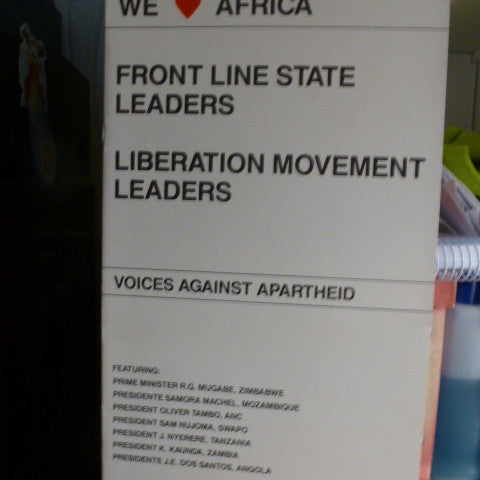 WE AFRICA
FRONT LINE STATE
LEADERS
LIBERATION MOVEMENT
LEADERS
VOICES AGAINST APARTHEID
FEATURING:
PRIME MINISTER R.G. MUGABE, ZIMBABWE
PRESIDENTE SAMORA MACHEL, MOZAMBIQUE
PRESIDENT OLIVER TAMBO, ANC
PRESIDENT SAM NUJOMA, SWAPO
PRESIDENT J. NYERERE, TANZANIA
PRESIDENT K. KAUNDA, ZAMBIA
PRESIDENTE J.E. DOS SANTOS, ANGOLA